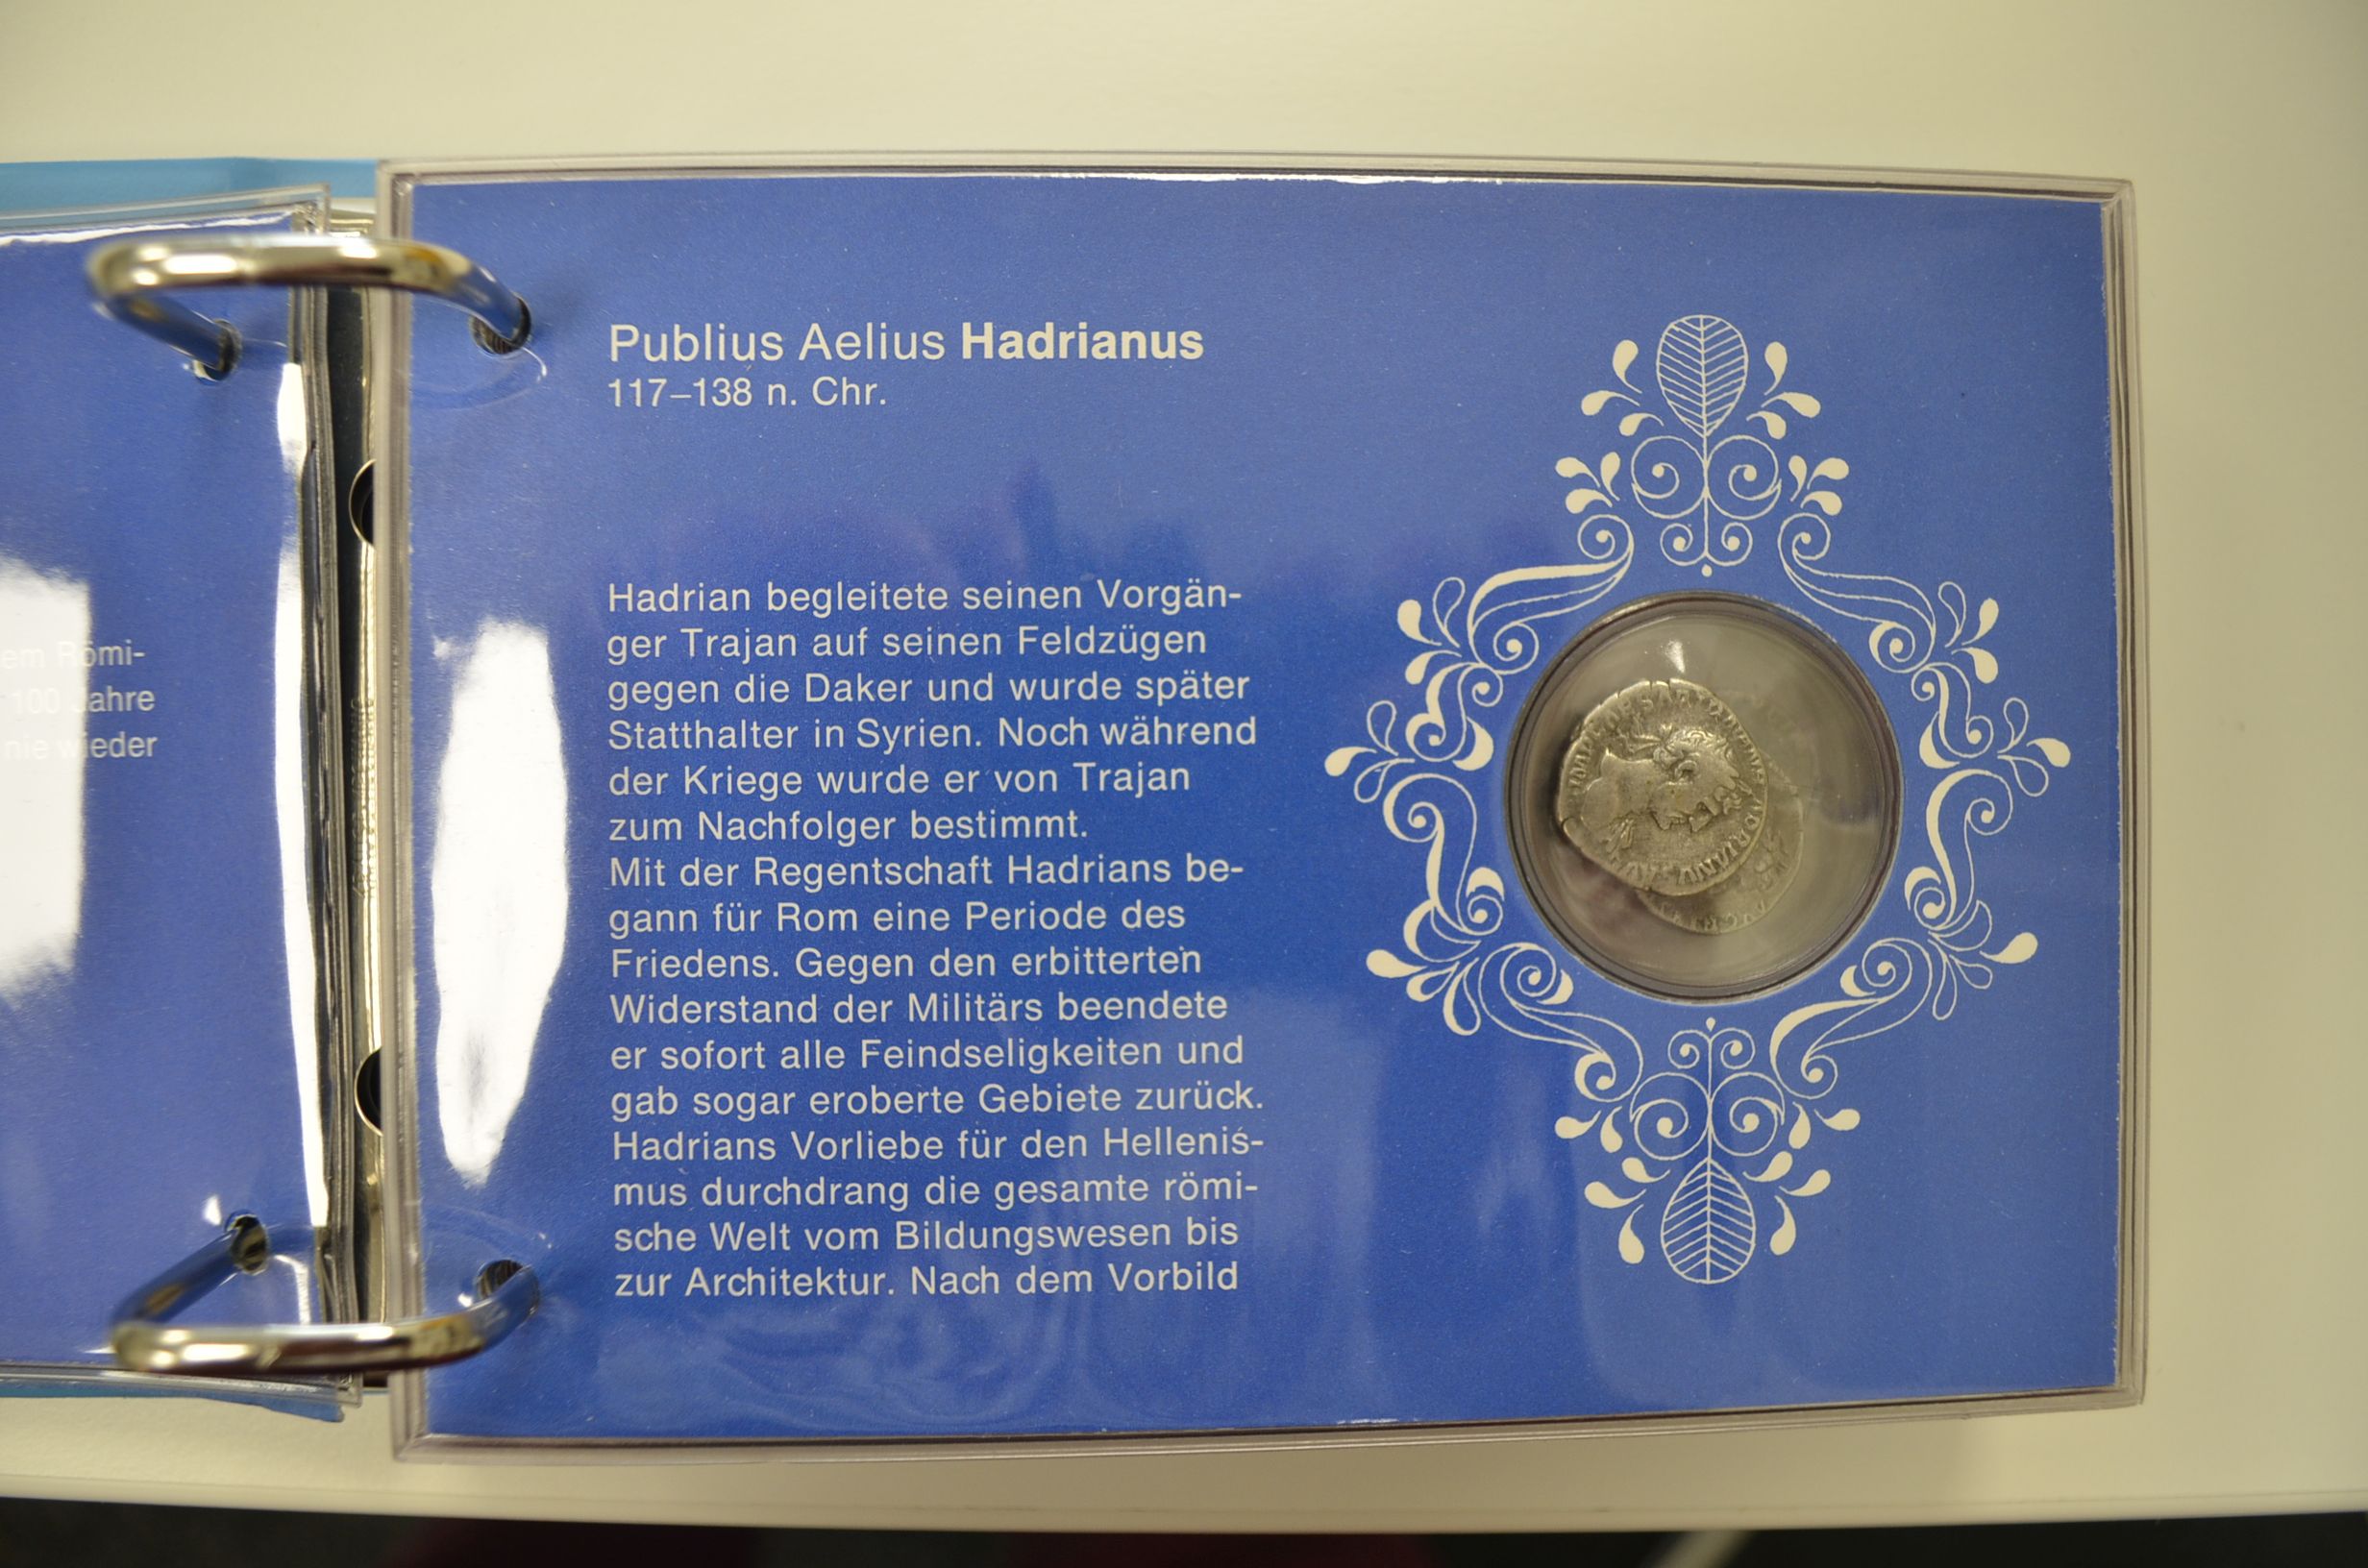 Publius Aelius Hadrianus
117–138 n. Chr.
Hadrian begleitete seinen Vorgän-
ger Trajan auf seinen Feldzügen
gegen die Daker und wurde später
Statthalter in Syrien. Noch während
der Kriege wurde er von Trajan
zum Nachfolger bestimmt.
Mit der Regentschaft Hadrians be-
gann für Rom eine Periode des
Friedens. Gegen den erbitterten
Widerstand der Militärs beendete
er sofort alle Feindseligkeiten und
gab sogar eroberte Gebiete zurück.
Hadrians Vorliebe für den Hellenis-
mus durchdrang die gesamte römi-
sche Welt vom Bildungswesen bis
zur Architektur. Nach dem Vorbild
em Römi-
100 Jahre
nie wieder